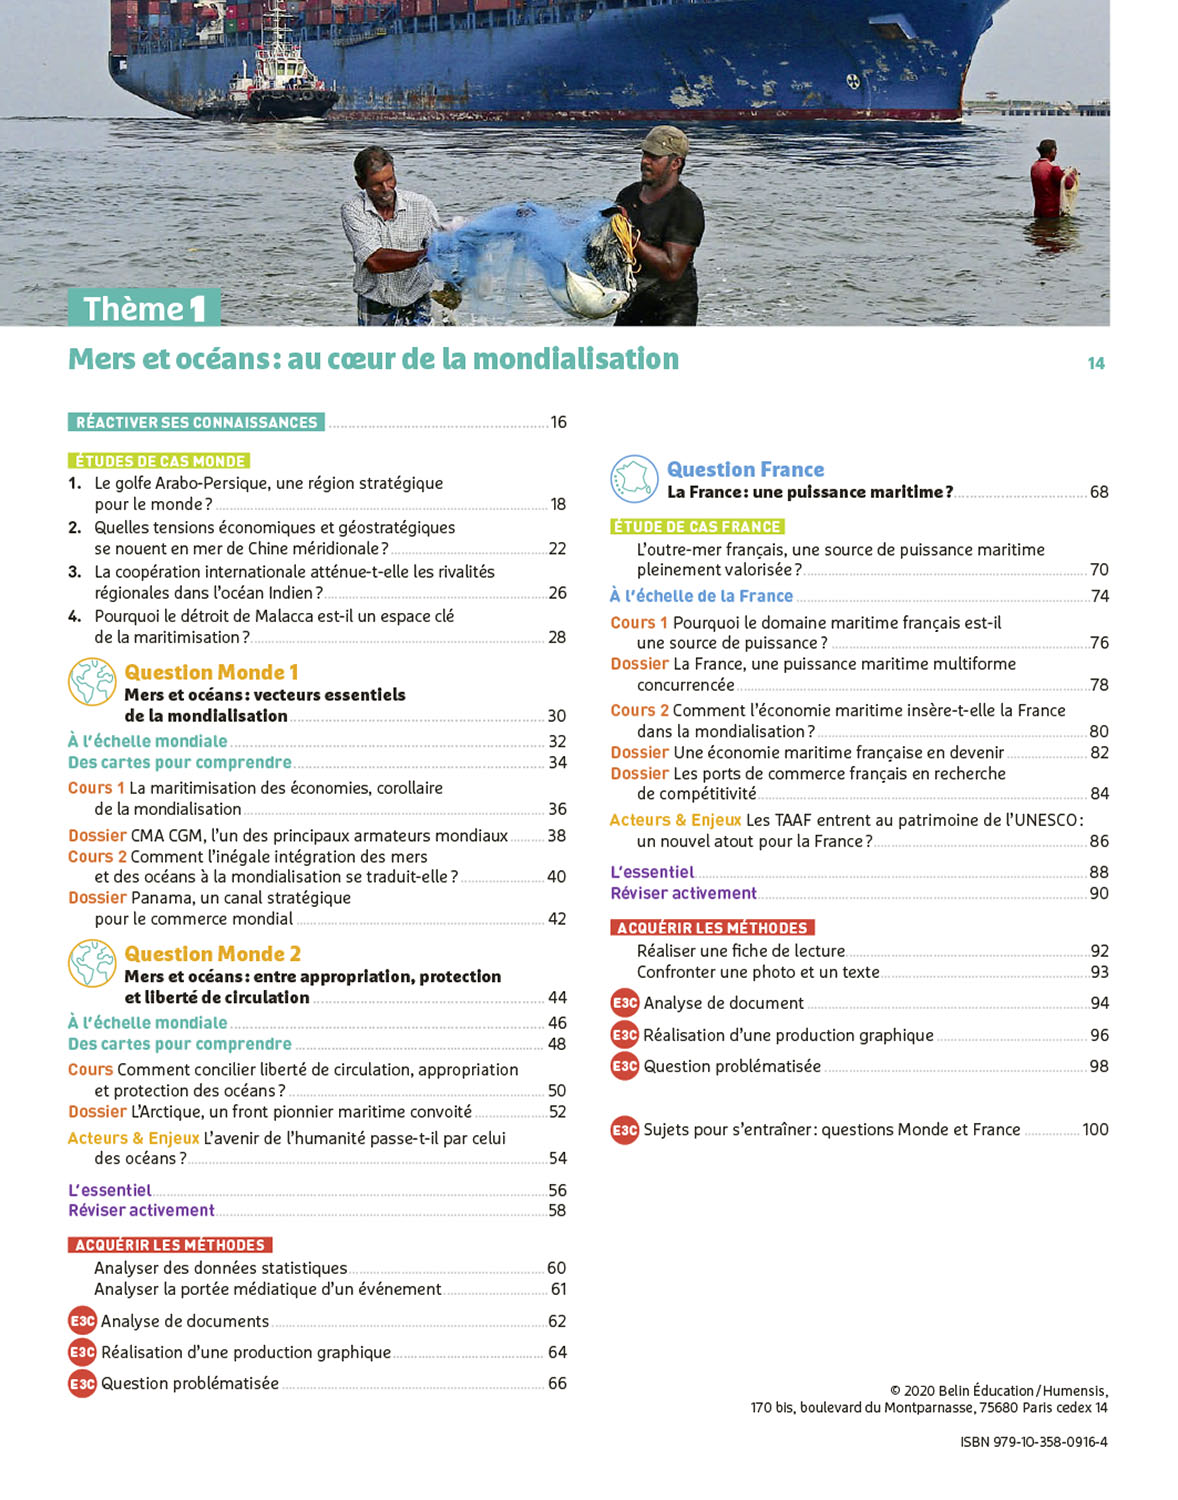 Thème 1
Mers et océans : au cœur de la mondialisation 14
RÉACTIVER SES CONNAISSANCES 16
ÉTUDES DE CAS MONDE
1. Le golfe Arabo-Persique, une région stratégique
pour le monde ? 18
2. Quelles tensions économiques et géostratégiques
se nouent en mer de Chine méridionale ? 22
3. La coopération internationale atténue-t-elle les rivalités
régionales dans l'océan Indien ? 26
4. Pourquoi le détroit de Malacca est-il un espace clé
de la maritimisation ? 28
Question Monde 1
Mers et océans : vecteurs essentiels
de la mondialisation 30
À l'échelle mondiale 32
Des cartes pour comprendre 34
Cours 1 La maritimisation des économies, corollaire
de la mondialisation 36
Dossier CMA CGM, l'un des principaux armateurs mondiaux 38
Cours 2 Comment l'inégale intégration des mers
et des océans à la mondialisation se traduit-elle ? 40
Dossier Panama, un canal stratégique
pour le commerce mondial 42
Question Monde 2
Mers et océans : entre appropriation, protection
et liberté de circulation 44
À l'échelle mondiale 46
Des cartes pour comprendre 48
Cours Comment concilier liberté de circulation, appropriation
et protection des océans ? 50
Dossier L'Arctique, un front pionnier maritime convoité 52
Acteurs & Enjeux L'avenir de l'humanité passe-t-il par celui
des océans ? 54
L'essentiel 56
Réviser activement 58
ACQUÉRIR LES MÉTHODES
Analyser des données statistiques 60
Analyser la portée médiatique d'un événement 61
E3C Analyse de documents 62
E3C Réalisation d'une production graphique 64
E3C Question problématisée 66
Question France
La France : une puissance maritime ? 68
ÉTUDE DE CAS FRANCE
L'outre-mer français, une source de puissance maritime
pleinement valorisée ? 70
À l'échelle de la France 74
Cours 1 Pourquoi le domaine maritime français est-il
une source de puissance ? 76
Dossier La France, une puissance maritime multiforme
concurrencée 78
Cours 2 Comment l'économie maritime insère-t-elle la France
dans la mondialisation ? 80
Dossier Une économie maritime française en devenir 82
Dossier Les ports de commerce français en recherche
de compétitivité 84
Acteurs & Enjeux Les TAAF entrent au patrimoine de l'UNESCO :
un nouvel atout pour la France ? 86
L'essentiel 88
Réviser activement 90
ACQUÉRIR LES MÉTHODES
Réaliser une fiche de lecture 92
Confronter une photo et un texte 93
E3C Analyse de document 94
E3C Réalisation d'une production graphique 96
E3C Question problématisée 98
E3C Sujets pour s'entraîner : questions Monde et France 100
© 2020 Belin Éducation / Humensis,
170 bis, boulevard du Montparnasse, 75680 Paris cedex 14
ISBN 979-10-358-0916-4